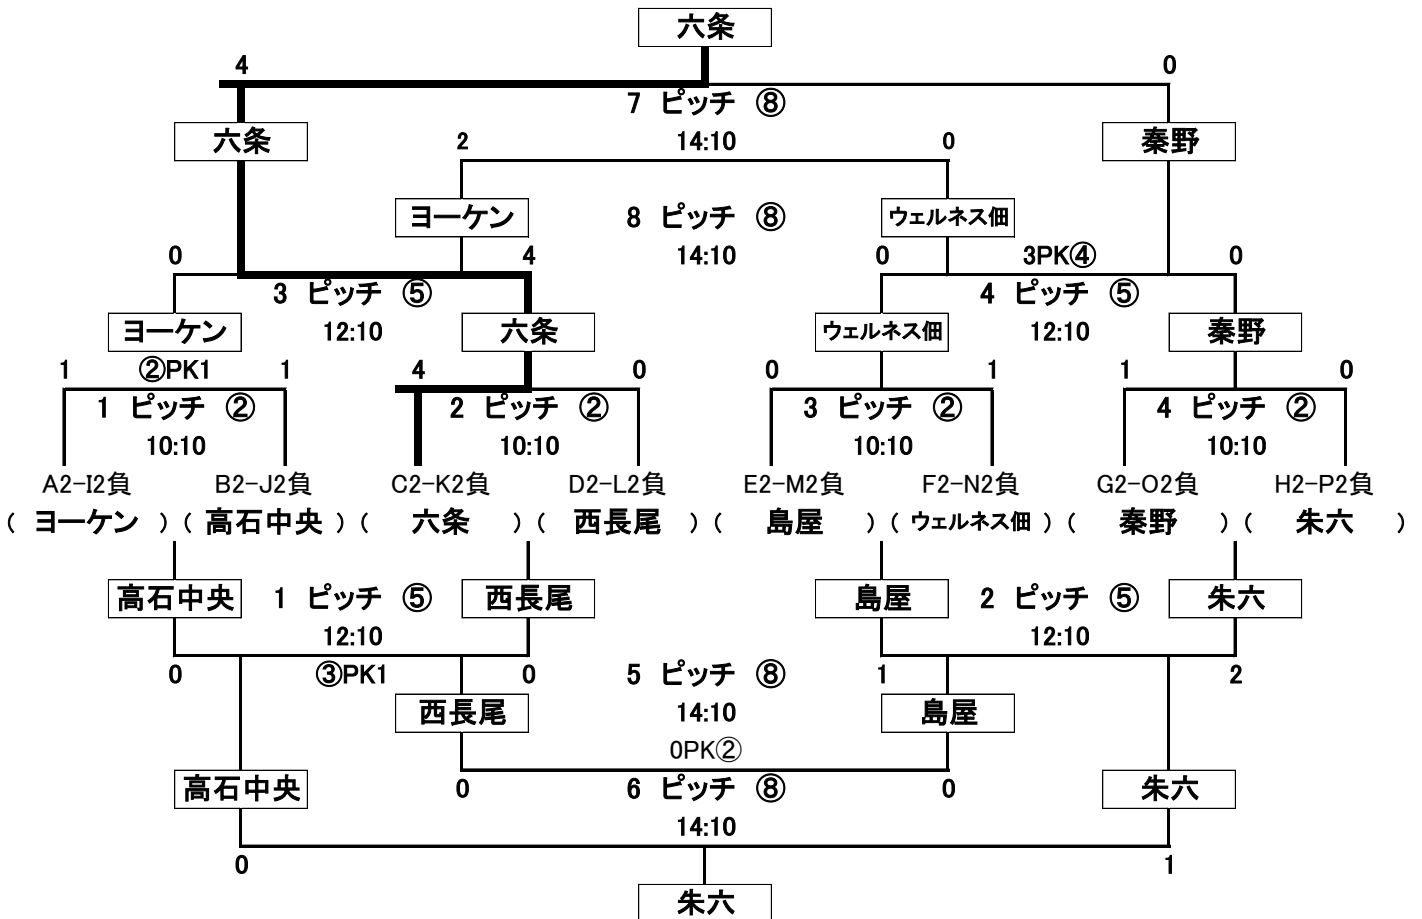 六条
4 0
7 ピッチ ⑧
六条 2 14:10 0 秦野
ヨーケン 8 ピッチ ⑧ ウェルネス佃
0 4 14:10 0 3PK④ 0
3 ピッチ ⑤ 4 ピッチ ⑤
ヨーケン 12:10 六条 ウェルネス佃 12:10 秦野
1 ②PK1 1 4 0 0 1 1 0
1 ピッチ ② 2 ピッチ ② 3 ピッチ ② 4 ピッチ ②
10:10 10:10 10:10 10:10
A2-I2負 B2-J2負 C2-K2負 D2-L2負 E2-M2負 F2-N2負 G2-O2負 H2-P2負
( ヨーケン ) ( 高石中央 ) ( 六条 ) ( 西長尾 ) ( 島屋 ) ( ウェルネス佃 ) ( 秦野 ) ( 朱六 )
高石中央 1 ピッチ ⑤ 西長尾 島屋 2 ピッチ ⑤ 朱六
12:10 12:10
0 ③PK1 0 5 ピッチ ⑧ 1 2
西長尾 14:10 島屋
0PK②
高石中央 0 6 ピッチ ⑧ 0 朱六
14:10
0 1
朱六